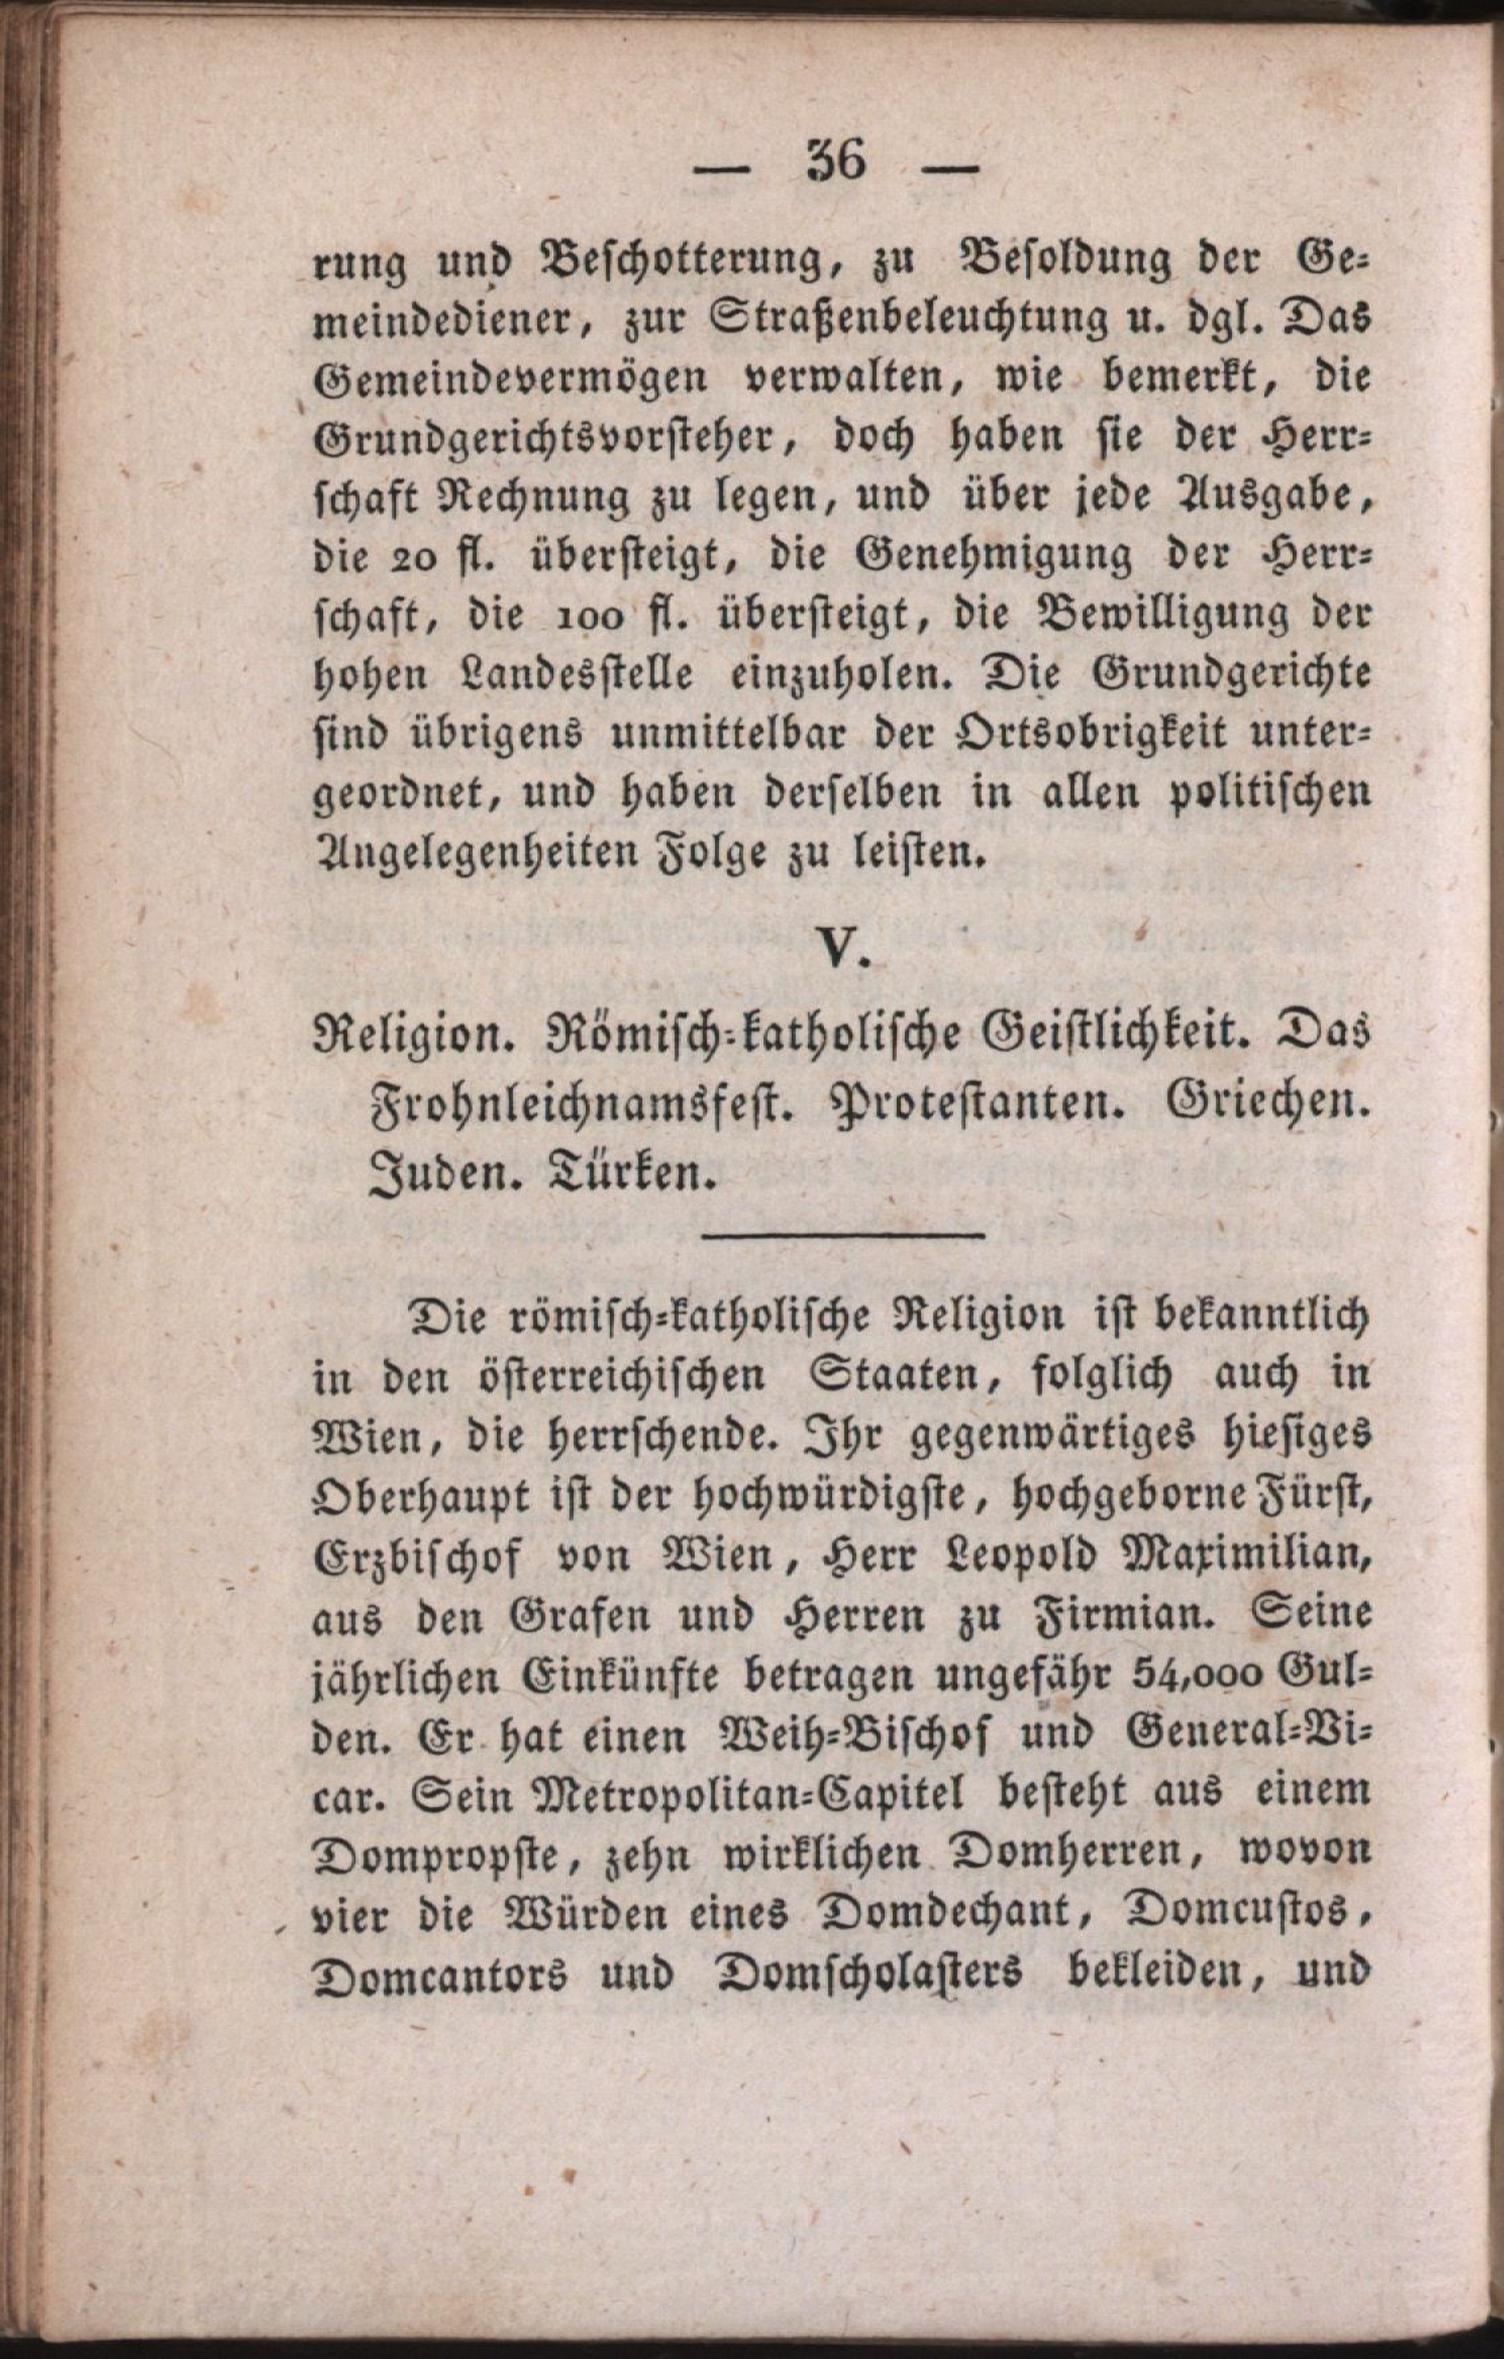 — 36 —
rung und Beschotterung, zu Besoldung der Ge-
meindediener, zur Straßenbeleuchtung u. dgl. Das
Gemeindevermögen verwalten, wie bemerkt, die
Grundgerichtsvorsteher, doch haben sie der Herr-
schaft Rechnung zu legen, und über jede Ausgabe,
die 20 fl. übersteigt, die Genehmigung der Herr-
schaft, die 100 fl. übersteigt, die Bewilligung der
hohen Landesstelle einzuholen. Die Grundgerichte
sind übrigens unmittelbar der Ortsobrigkeit unter-
geordnet, und haben derselben in allen politischen
Angelegenheiten Folge zu leisten.
V.
Religion. Römisch-katholische Geistlichkeit. Das
Frohnleichnamsfest. Protestanten. Griechen.
Juden. Türken.
Die römisch-katholische Religion ist bekanntlich
in den österreichischen Staaten, folglich auch in
Wien, die herrschende. Ihr gegenwärtiges hiesiges
Oberhaupt ist der hochwürdigste, hochgeborne Fürst,
Erzbischof von Wien, Herr Leopold Maximilian,
aus den Grafen und Herren zu Firmian. Seine
jährlichen Einkünfte betragen ungefähr 54,000 Gul-
den. Er hat einen Weih-Bischof und General-Vi-
car. Sein Metropolitan-Capitel besteht aus einem
Dompropste, zehn wirklichen Domherren, wovon
vier die Würden eines Domdechant, Domcustos,
Domcantors und Domscholasters bekleiden, und